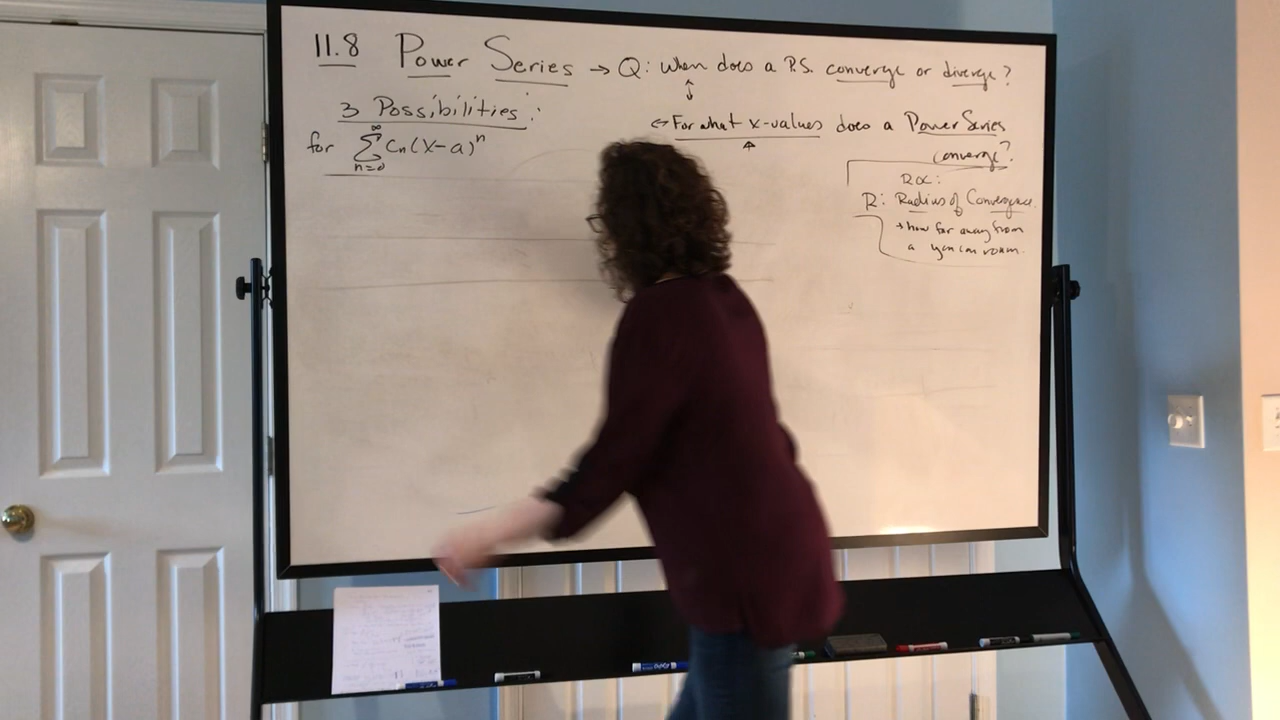 11.8 Power Series → Q: When does a P.S. converge or diverge?
↕
3 Possibilities:
for ∑_{n=0}^{∞} Cn(x-a)^n
↔ For what x-values does a Power Series
converge?
R:
R: Radius of Convergence.
→ how far away from
a you can roam.